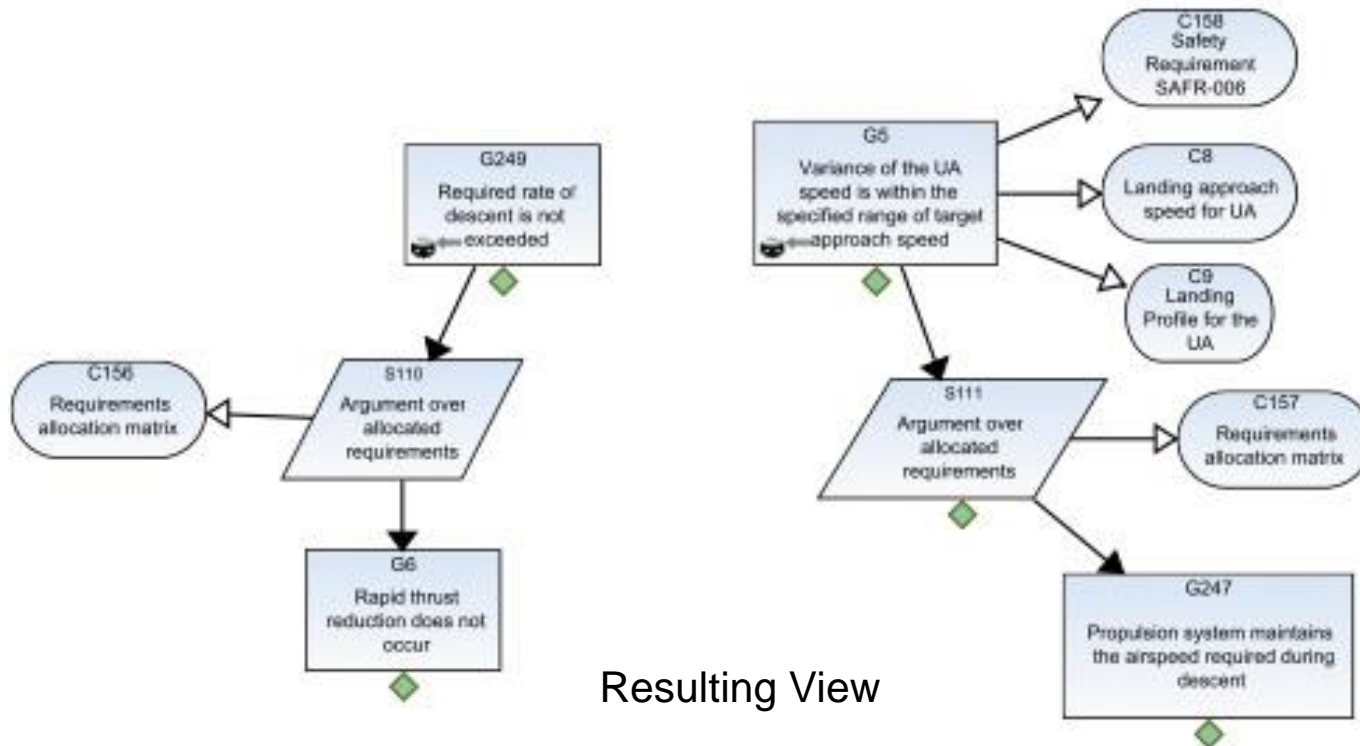 C158
Safety
Requirement
SAFR-006
G249
Required rate of
descent is not
exceeded
G5
Variance of the UA
speed is within the
specified range of target
approach speed
C8
Landing approach
speed for UA
C9
Landing
Profile for the
UA
C156
Requirements
allocation matrix
S110
Argument over
allocated
requirements
S111
Argument over
allocated
requirements
C157
Requirements
allocation matrix
G6
Rapid thrust
reduction does not
occur
G247
Propulsion system maintains
the airspeed required during
descent
Resulting View